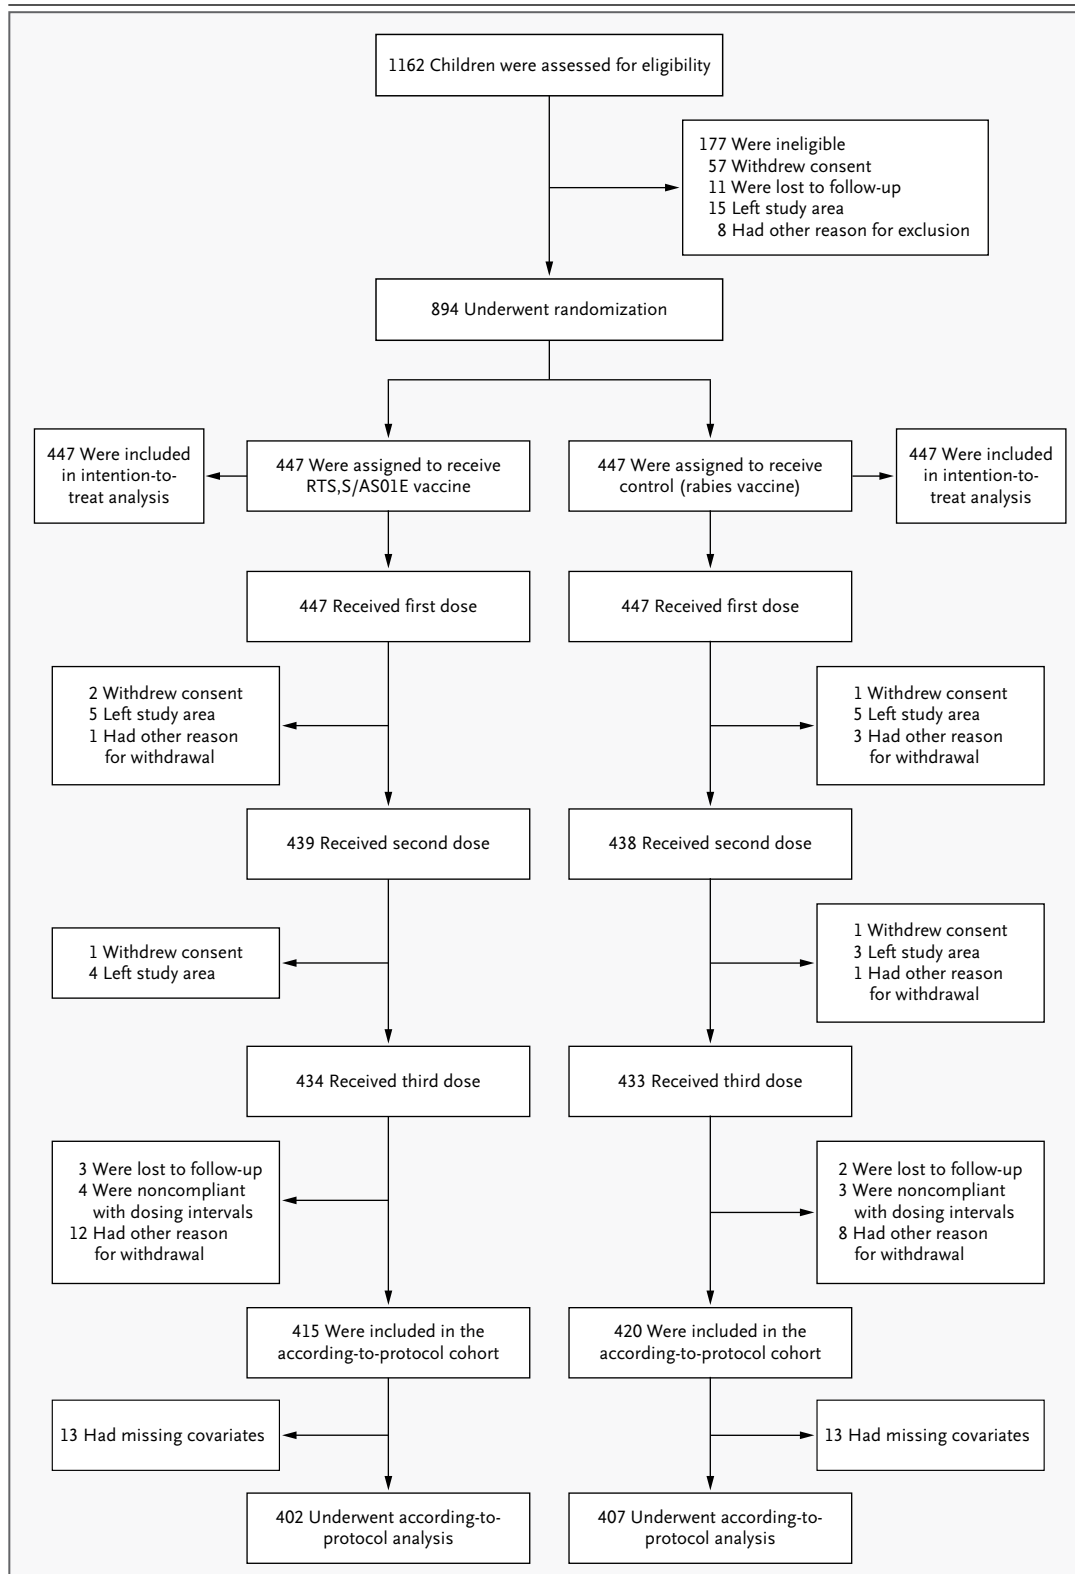 1162 Children were assessed for eligibility
177 Were ineligible
57 Withdrew consent
11 Were lost to follow-up
15 Left study area
8 Had other reason for exclusion
894 Underwent randomization
447 Were included
in intention-to-
treat analysis
447 Were assigned to receive
RTS,S/AS01E vaccine
447 Were assigned to receive
control (rabies vaccine)
447 Were included
in intention-to-
treat analysis
447 Received first dose
447 Received first dose
2 Withdrew consent
5 Left study area
1 Had other reason
for withdrawal
1 Withdrew consent
5 Left study area
3 Had other reason
for withdrawal
439 Received second dose
438 Received second dose
1 Withdrew consent
4 Left study area
1 Withdrew consent
3 Left study area
1 Had other reason
for withdrawal
434 Received third dose
433 Received third dose
3 Were lost to follow-up
4 Were noncompliant
with dosing intervals
12 Had other reason
for withdrawal
2 Were lost to follow-up
3 Were noncompliant
with dosing intervals
8 Had other reason
for withdrawal
415 Were included in the
according-to-protocol cohort
420 Were included in the
according-to-protocol cohort
13 Had missing covariates
13 Had missing covariates
402 Underwent according-to-
protocol analysis
407 Underwent according-to-
protocol analysis